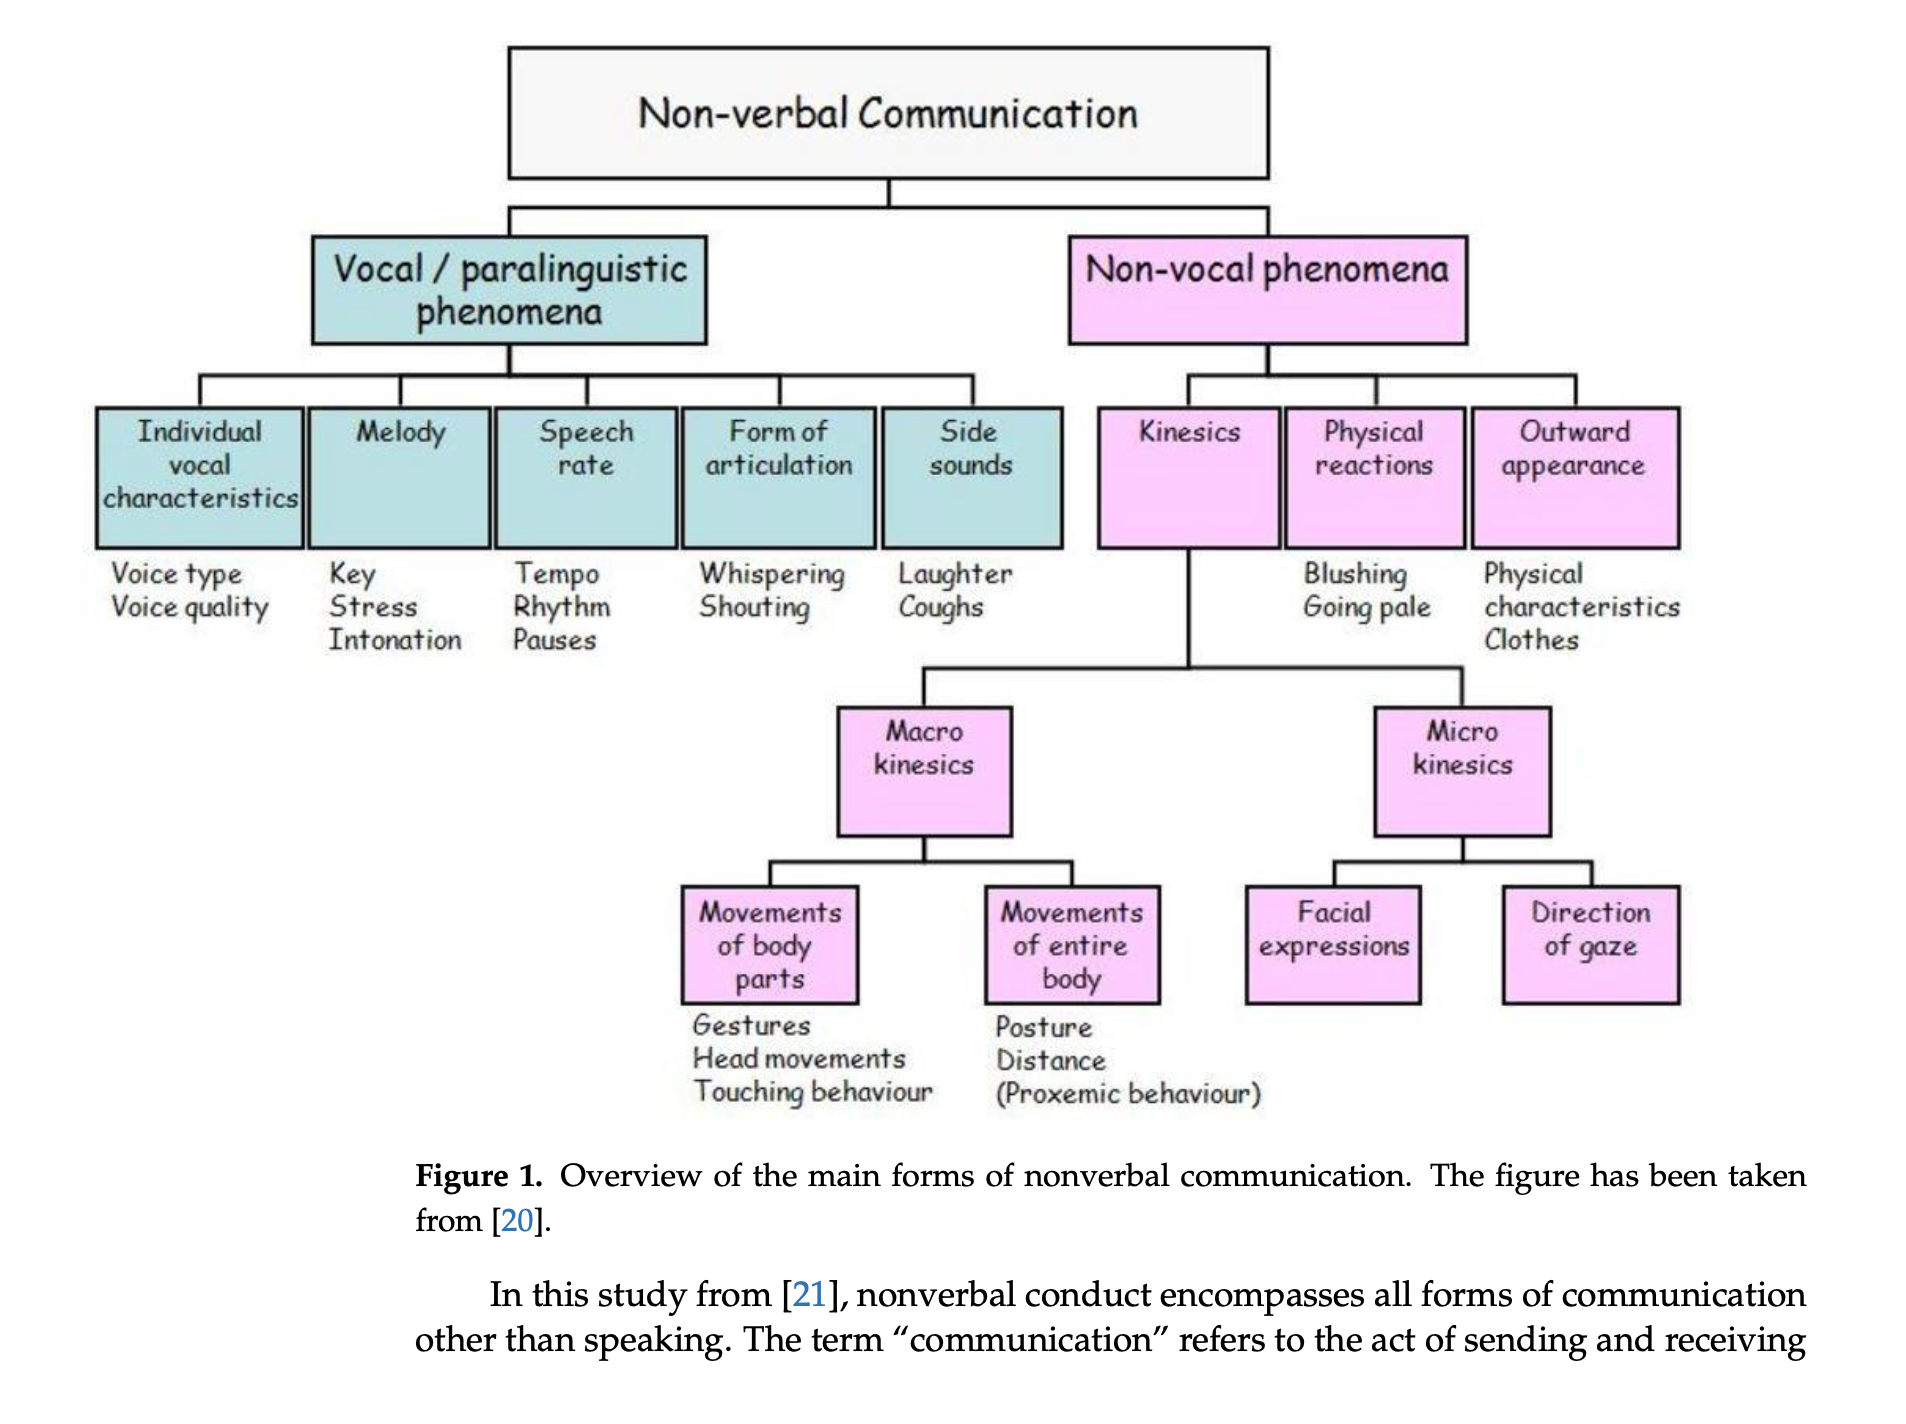 Non-verbal Communication
Vocal / paralinguistic
phenomena
Non-vocal phenomena
Individual
vocal
characteristics
Melody
Speech
rate
Form of
articulation
Side
sounds
Kinesics
Physical
reactions
Outward
appearance
Voice type
Voice quality
Key
Stress
Intonation
Tempo
Rhythm
Pauses
Whispering
Shouting
Laughter
Coughs
Blushing
Going pale
Physical
characteristics
Clothes
Macro
kinesics
Micro
kinesics
Movements
of body
parts
Movements
of entire
body
Facial
expressions
Direction
of gaze
Gestures
Head movements
Touching behaviour
Posture
Distance
(Proxemic behaviour)
Figure 1. Overview of the main forms of nonverbal communication. The figure has been taken
from [20].
In this study from [21], nonverbal conduct encompasses all forms of communication
other than speaking. The term “communication” refers to the act of sending and receiving